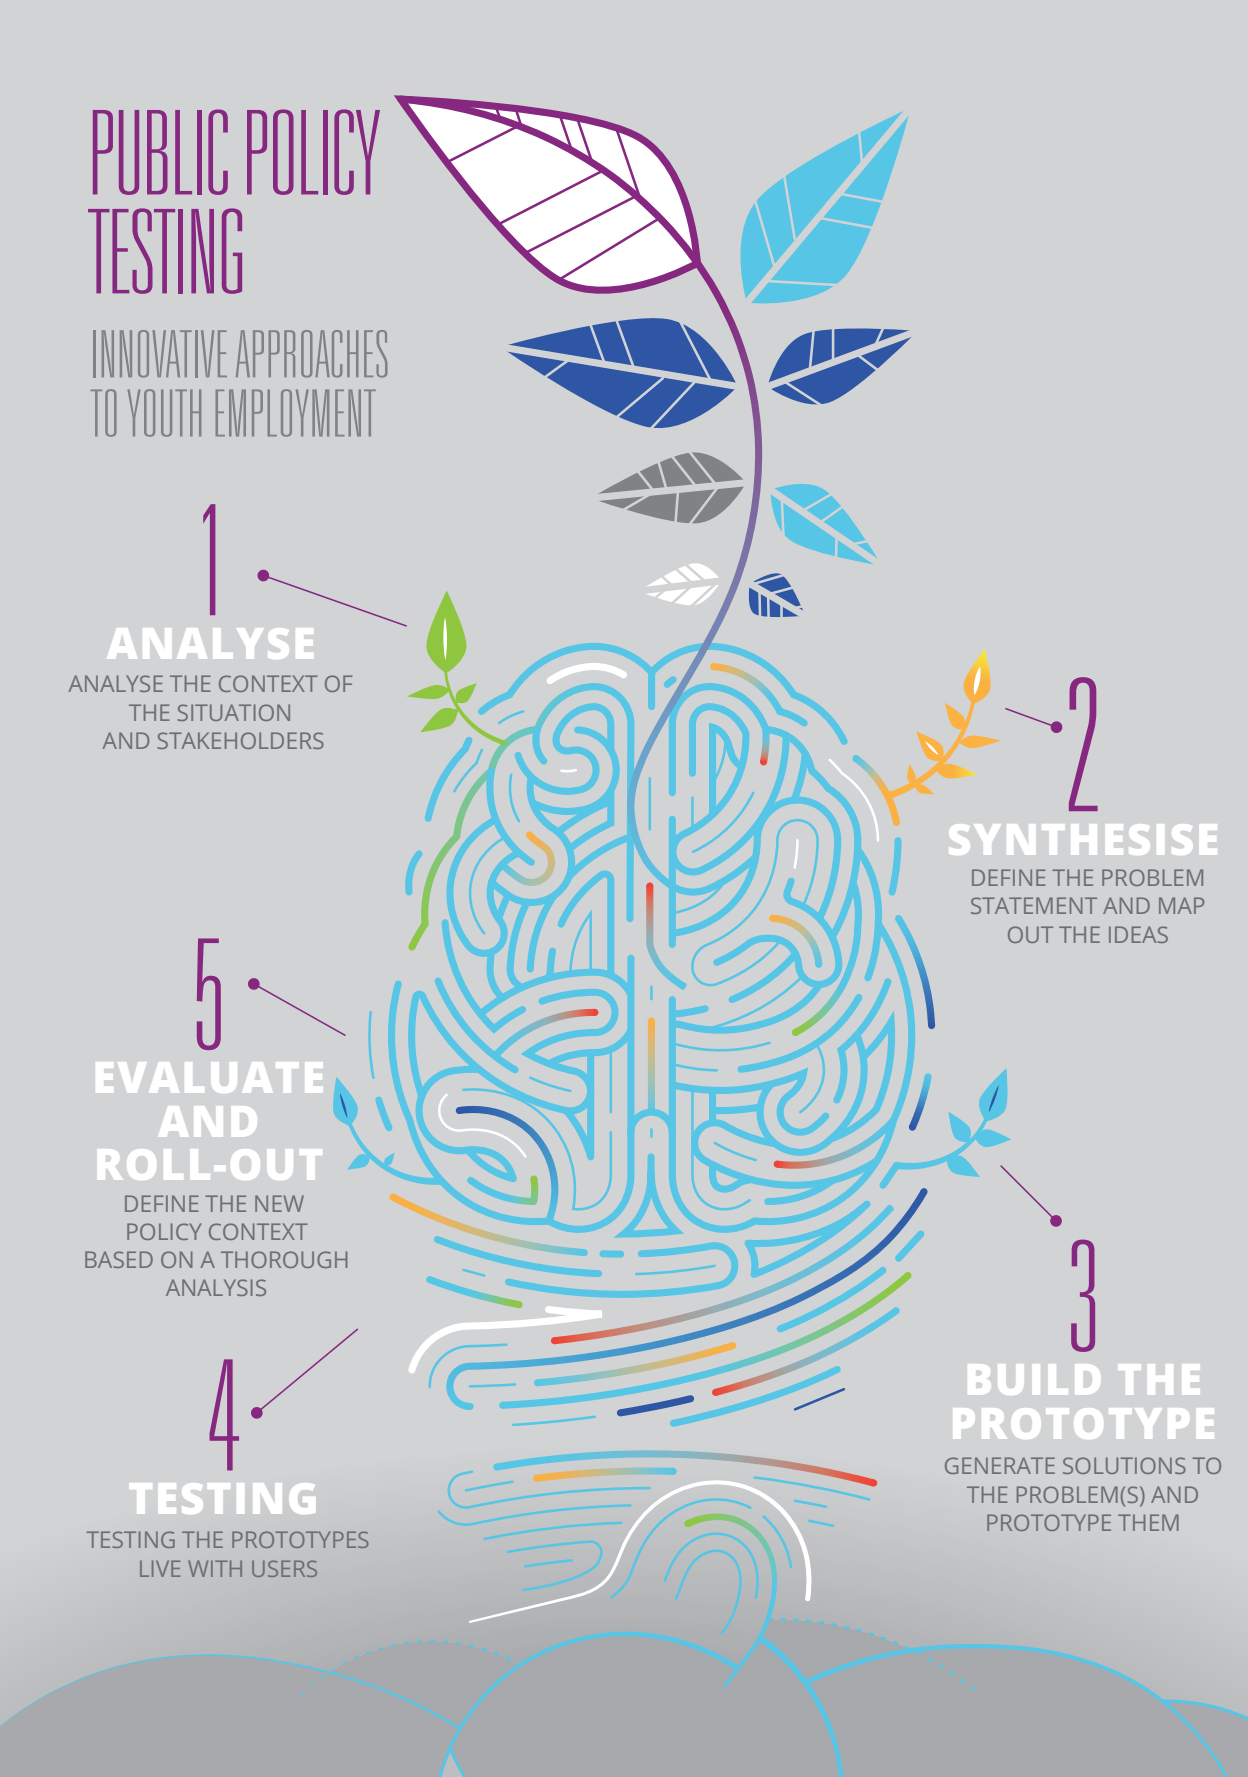 PUBLIC POLICY
TESTING
INNOVATIVE APPROACHES
TO YOUTH EMPLOYMENT
1
ANALYSE
ANALYSE THE CONTEXT OF
THE SITUATION
AND STAKEHOLDERS
2
SYNTHESISE
DEFINE THE PROBLEM
STATEMENT AND MAP
OUT THE IDEAS
3
BUILD THE
PROTOTYPE
GENERATE SOLUTIONS TO
THE PROBLEM(S) AND
PROTOTYPE THEM
4
TESTING
TESTING THE PROTOTYPES
LIVE WITH USERS
5
EVALUATE
AND
ROLL-OUT
DEFINE THE NEW
POLICY CONTEXT
BASED ON A THOROUGH
ANALYSIS